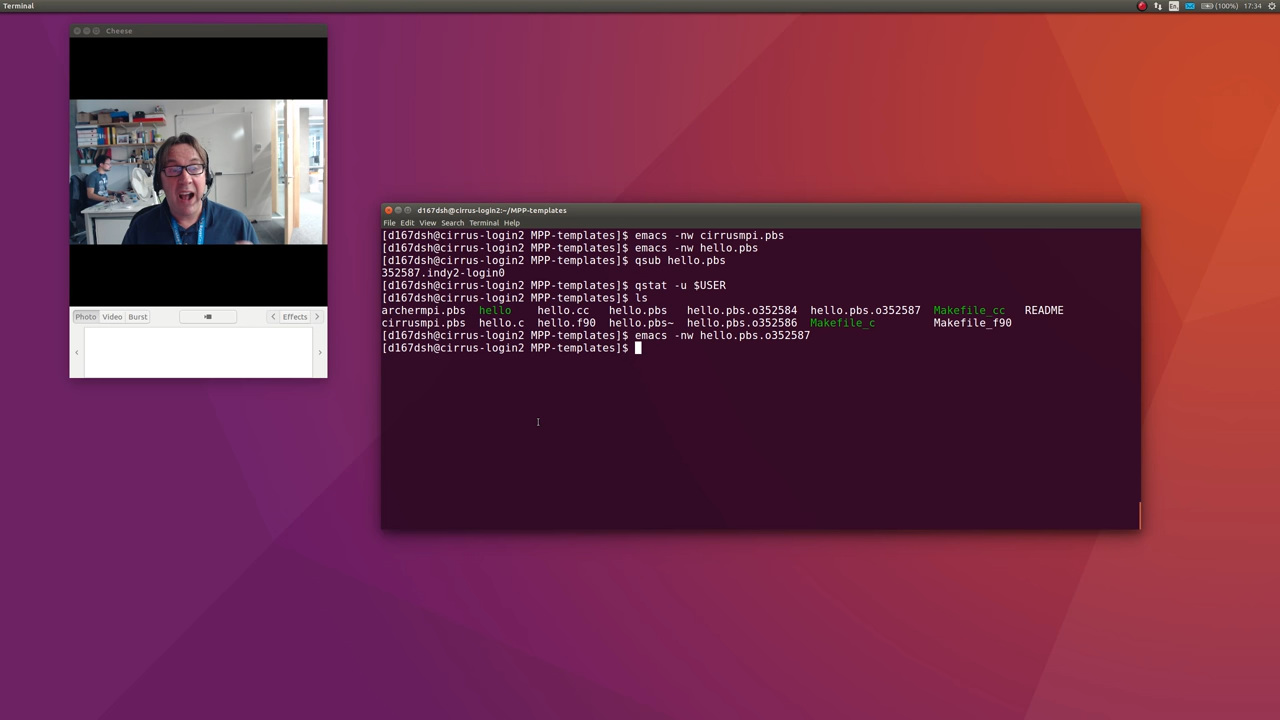 Terminal
En
(100%)
17:34
Cheese
Photo
Video
Burst
Effects
d167dsh@cirrus-login2:~/MPP-templates
File Edit View Search Terminal Help
[d167dsh@cirrus-login2 MPP-templates]$ emacs -nw cirrusmpi.pbs
[d167dsh@cirrus-login2 MPP-templates]$ emacs -nw hello.pbs
[d167dsh@cirrus-login2 MPP-templates]$ qsub hello.pbs
352587.indy2-login0
[d167dsh@cirrus-login2 MPP-templates]$ qstat -u $USER
[d167dsh@cirrus-login2 MPP-templates]$ ls
archermpi.pbs hello hello.cc hello.pbs hello.pbs.o352584 hello.pbs.o352587 Makefile_cc README
cirrusmpi.pbs hello.c hello.f90 hello.pbs~ hello.pbs.o352586 Makefile_c Makefile_f90
[d167dsh@cirrus-login2 MPP-templates]$ emacs -nw hello.pbs.o352587
[d167dsh@cirrus-login2 MPP-templates]$